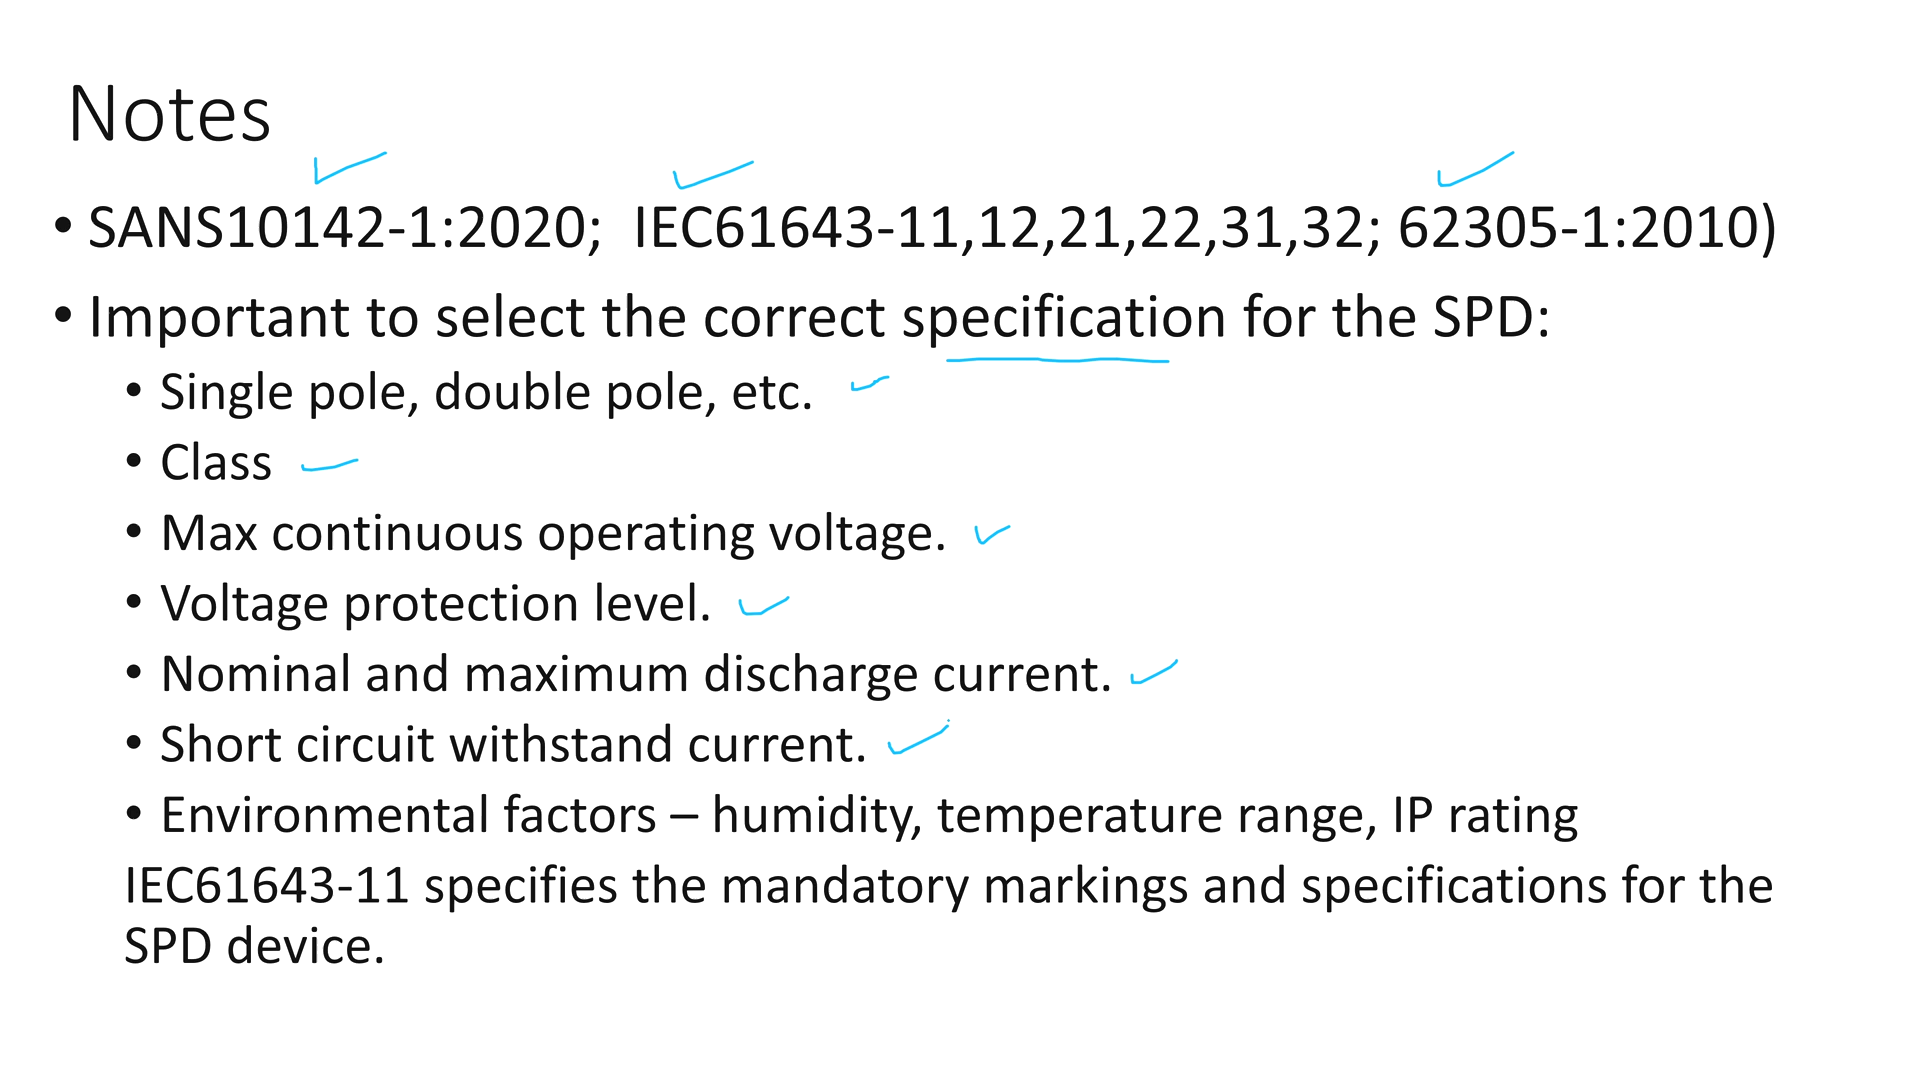 Notes
• SANS10142-1:2020;  IEC61643-11,12,21,22,31,32; 62305-1:2010)
• Important to select the correct specification for the SPD:
• Single pole, double pole, etc.
• Class
• Max continuous operating voltage.
• Voltage protection level.
• Nominal and maximum discharge current.
• Short circuit withstand current.
• Environmental factors – humidity, temperature range, IP rating
IEC61643-11 specifies the mandatory markings and specifications for the
SPD device.